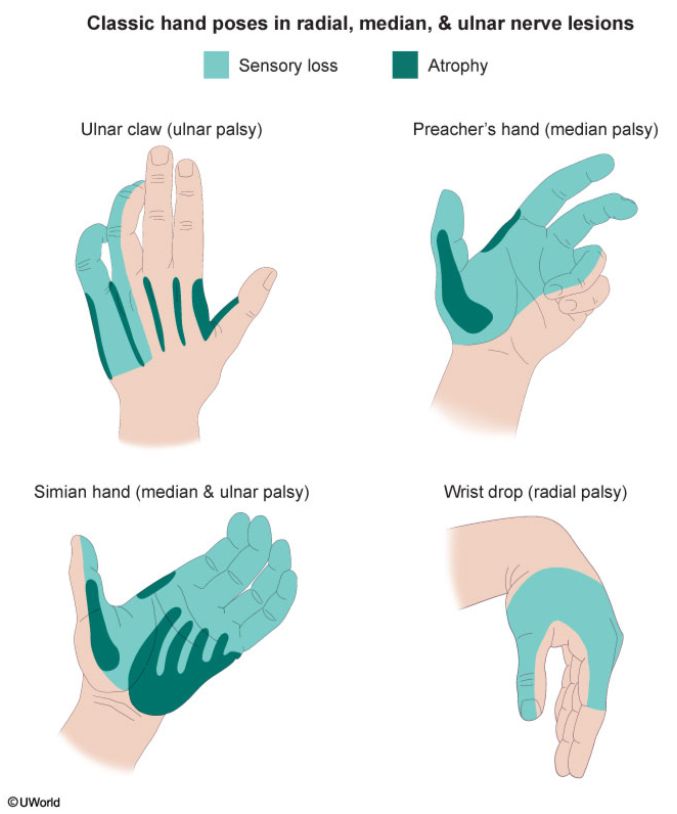 Classic hand poses in radial, median, & ulnar nerve lesions
Sensory loss
Atrophy
Ulnar claw (ulnar palsy)
Preacher's hand (median palsy)
Simian hand (median & ulnar palsy)
Wrist drop (radial palsy)
©UWorld